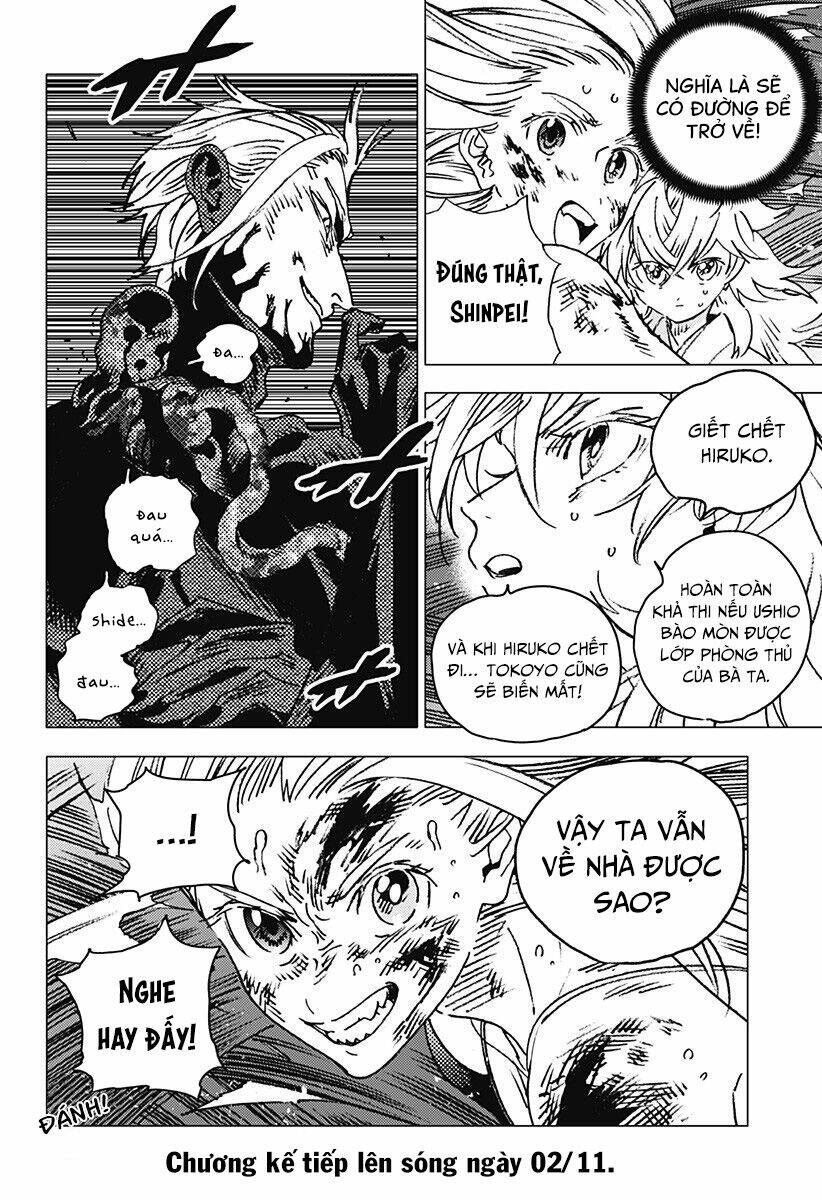 NGHĨA LÀ SẼ
CÓ ĐƯỜNG ĐỂ
TRỞ VỀ!
ĐÚNG THẬT,
SHINPEI!
Đa...
Đau
quá...
shide...
đau...
GIẾT CHẾT
HIRUKO.
HOÀN TOÀN
KHẢ THI NẾU USHIO
BÀO MÒN ĐƯỢC
LỚP PHÒNG THỦ
CỦA BÀ TA.
VÀ KHI HIRUKO CHẾT
ĐI... TOKOYO CŨNG
SẼ BIẾN MẤT!
VẬY TA VẪN
VỀ NHÀ ĐƯỢC
SAO?
...!
NGHE
HAY ĐẤY!
ĐÁNH!
Chương kế tiếp lên sóng ngày 02/11.